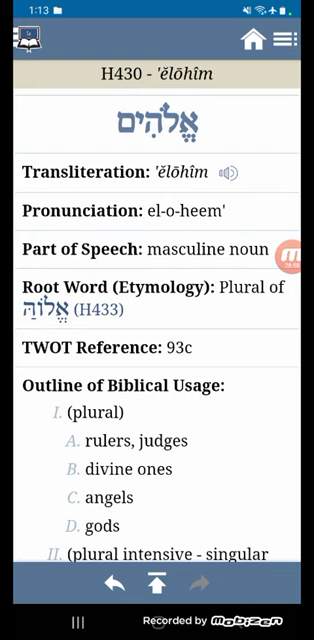 1:13
H430 - 'ĕlōhîm
אֱלֹהִים
Transliteration: 'ĕlōhîm
Pronunciation: el-o-heem'
Part of Speech: masculine noun
Root Word (Etymology): Plural of
אֱלוֹהַּ (H433)
TWOT Reference: 93c
Outline of Biblical Usage:
I. (plural)
A. rulers, judges
B. divine ones
C. angels
D. gods
II. (plural intensive - singular
Recorded by Mobizen